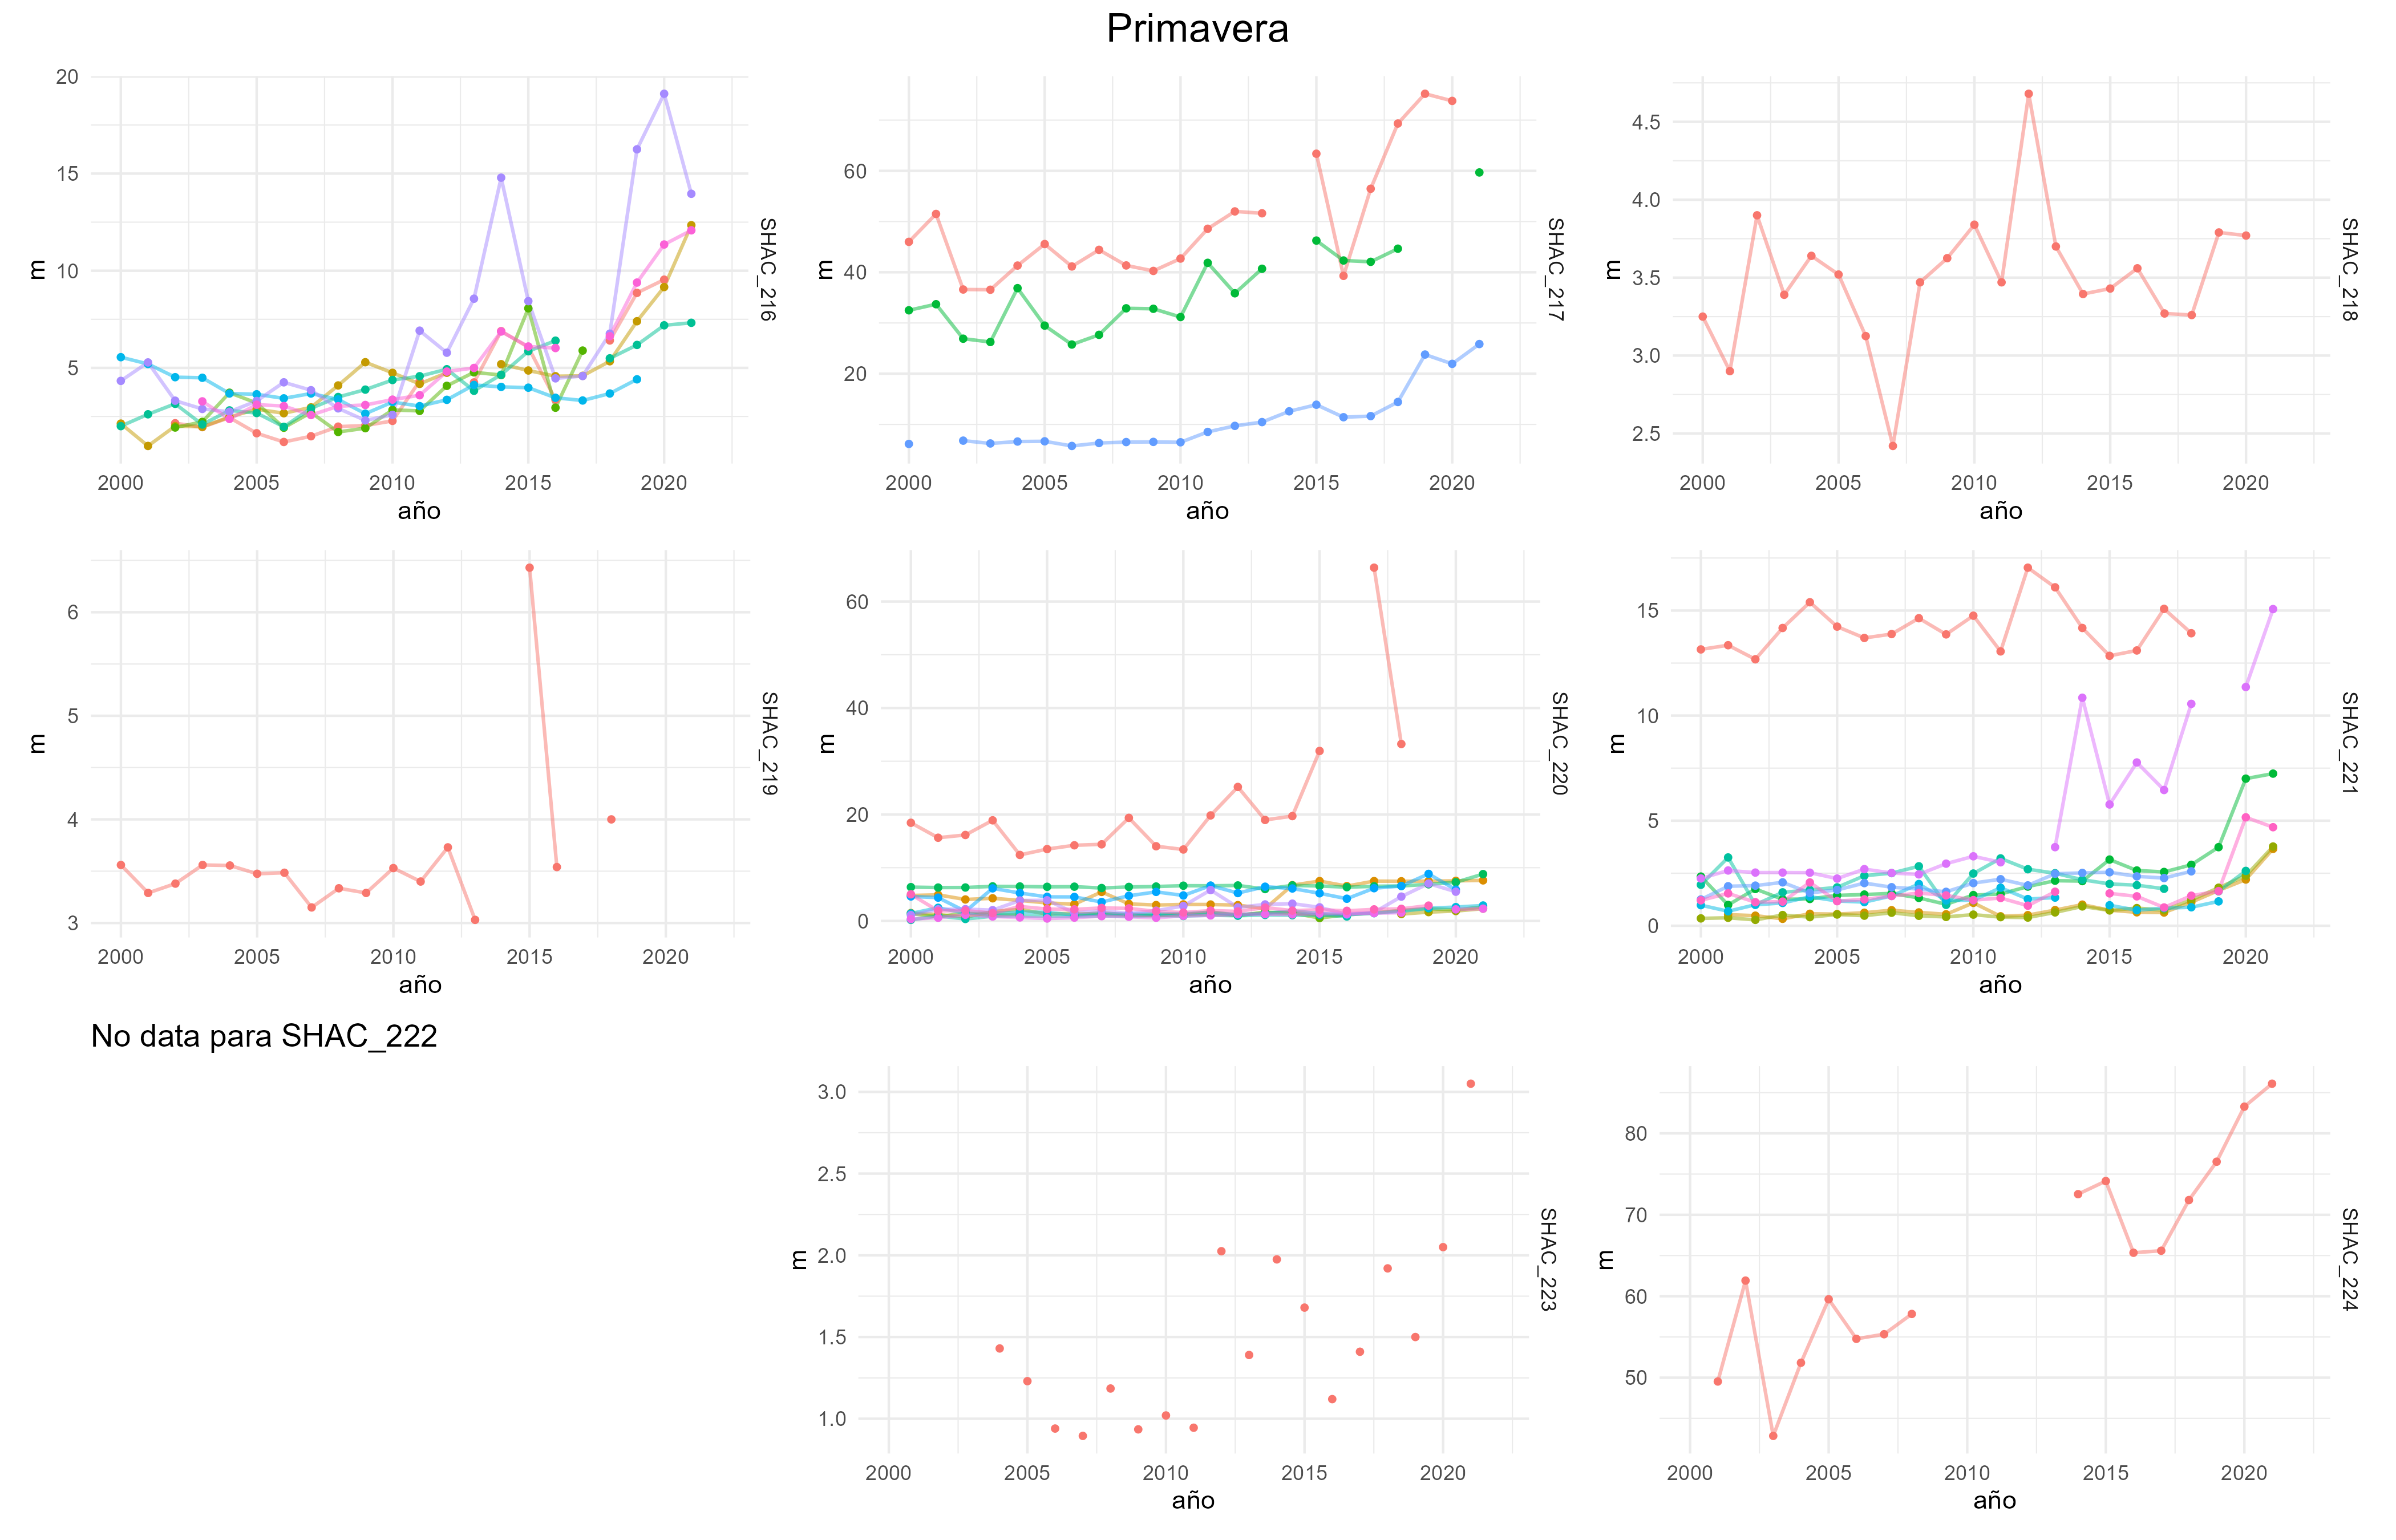 Primavera
20
15
10
5
m
2000 2005 2010 2015 2020
año
SHAC_216
60
40
20
m
2000 2005 2010 2015 2020
año
SHAC_217
4.5
4.0
3.5
3.0
2.5
m
2000 2005 2010 2015 2020
año
SHAC_218
6
5
4
3
m
2000 2005 2010 2015 2020
año
SHAC_219
60
40
20
0
m
2000 2005 2010 2015 2020
año
SHAC_220
15
10
5
0
m
2000 2005 2010 2015 2020
año
SHAC_221
No data para SHAC_222
3.0
2.5
2.0
1.5
1.0
m
2000 2005 2010 2015 2020
año
SHAC_223
80
70
60
50
m
2000 2005 2010 2015 2020
año
SHAC_224